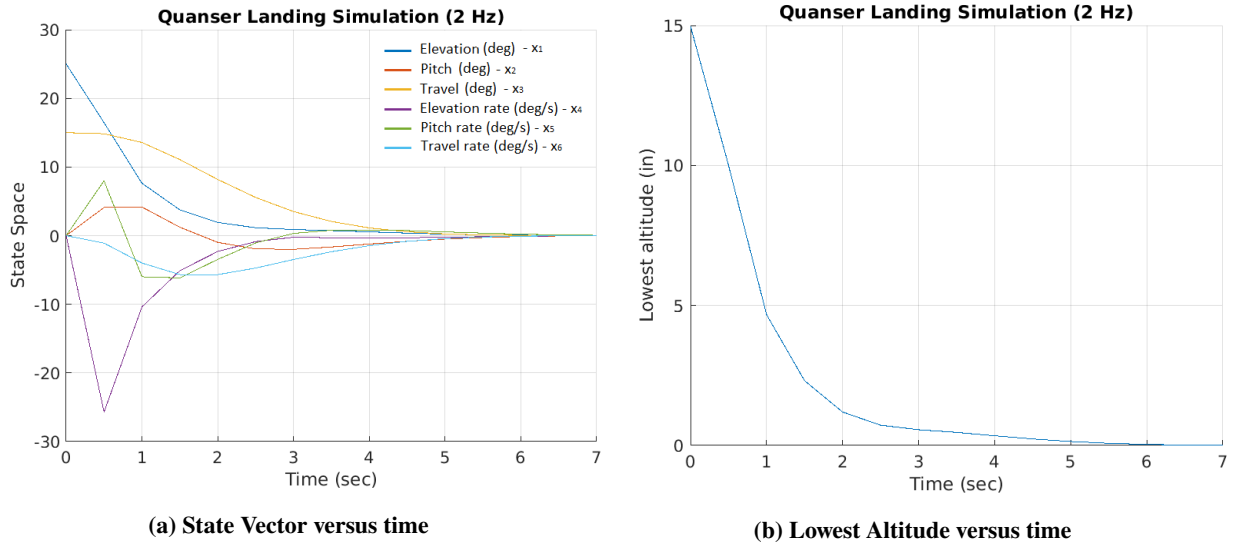 Quanser Landing Simulation (2 Hz)
30
20
10
0
-10
-20
-30
State Space
Elevation (deg) - x₁
Pitch (deg) - x₂
Travel (deg) - x₃
Elevation rate (deg/s) - x₄
Pitch rate (deg/s) - x₅
Travel rate (deg/s) - x₆
0 1 2 3 4 5 6 7
Time (sec)
(a) State Vector versus time
Quanser Landing Simulation (2 Hz)
15
10
5
0
Lowest altitude (in)
0 1 2 3 4 5 6 7
Time (sec)
(b) Lowest Altitude versus time